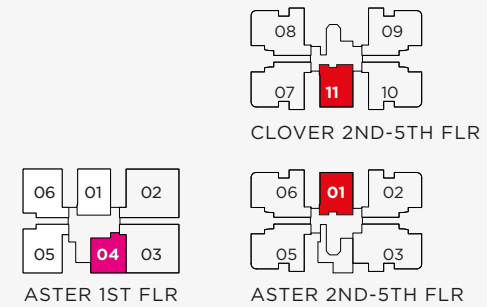 08 09
07 11 10
CLOVER 2ND-5TH FLR
06 01 02
05 04 03
ASTER 1ST FLR
06 01 02
05 03
ASTER 2ND-5TH FLR